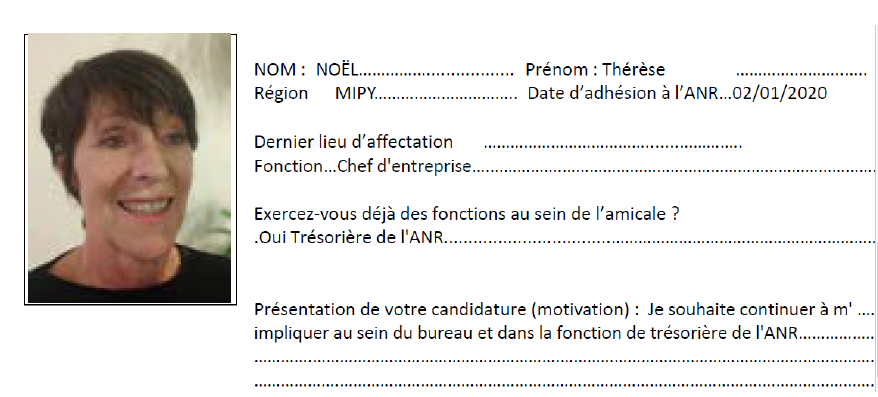 NOM : NOËL................................ Prénom : Thérèse ...........................
Région MIPY............................. Date d'adhésion à l'ANR...02/01/2020
Dernier lieu d'affectation ......................................................
Fonction...Chef d'entreprise....................................................................................
Exercez-vous déjà des fonctions au sein de l'amicale ?
.Oui Trésorière de l'ANR.........................................................................................
Présentation de votre candidature (motivation) : Je souhaite continuer à m' ....
impliquer au sein du bureau et dans la fonction de trésorière de l'ANR................
................................................................................................................................
................................................................................................................................